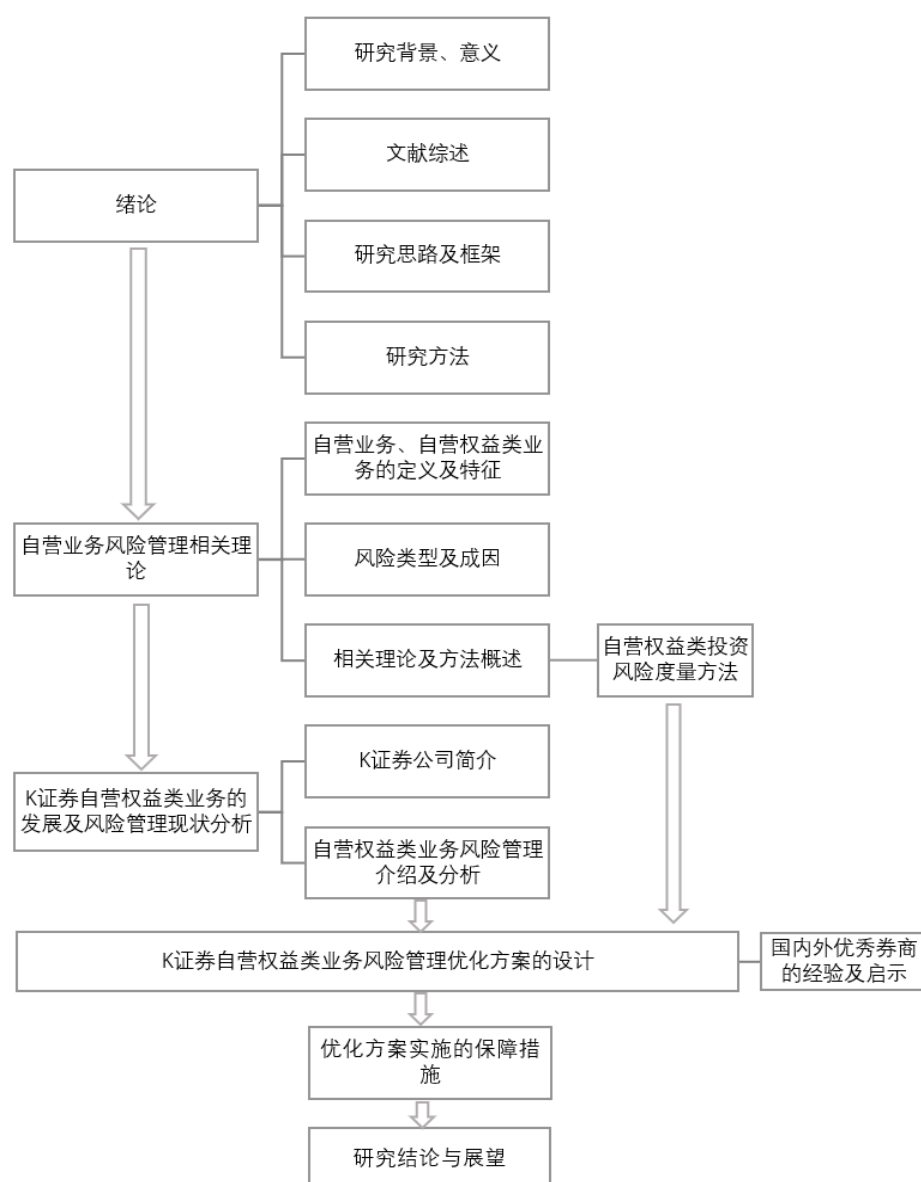 研究背景、意义
文献综述
绪论
研究思路及框架
研究方法
自营业务、自营权益类业
务的定义及特征
自营业务风险管理相关理
论
风险类型及成因
相关理论及方法概述
自营权益类投资
风险度量方法
K证券公司简介
K证券自营权益类业务的
发展及风险管理现状分析
自营权益类业务风险管理
介绍及分析
K证券自营权益类业务风险管理优化方案的设计
国内外优秀券商
的经验及启示
优化方案实施的保障措
施
研究结论与展望